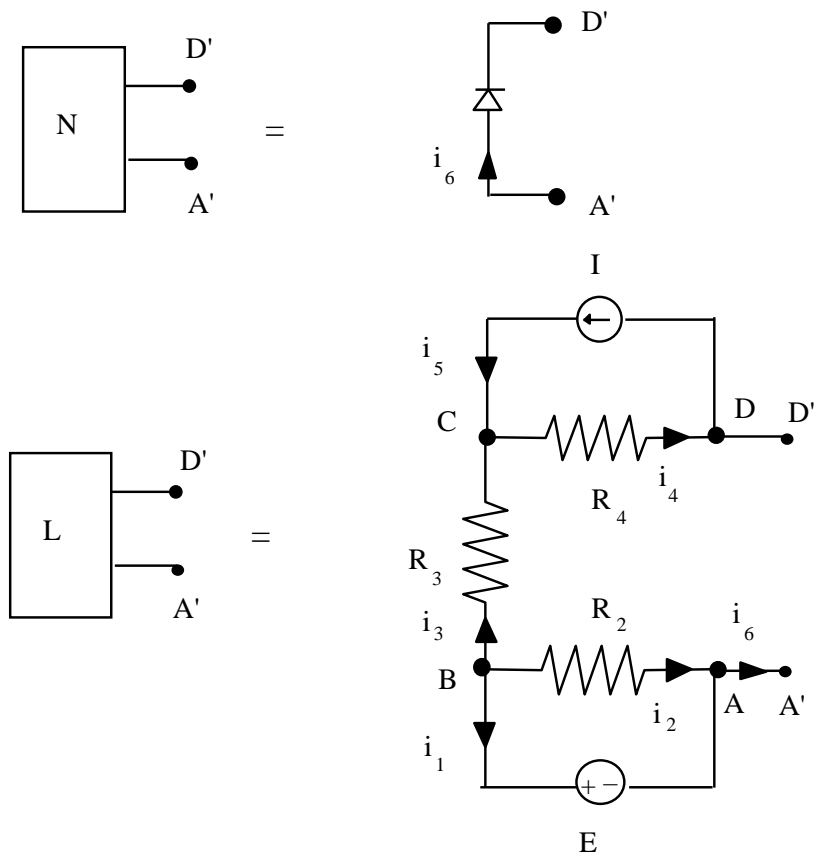 D'
N
=
A'
D'
i6
A'
I
i5
C
D
D'
i4
R4
D'
L
=
A'
R3
i3
R2
i6
B
A
A'
i2
i1
+ −
E